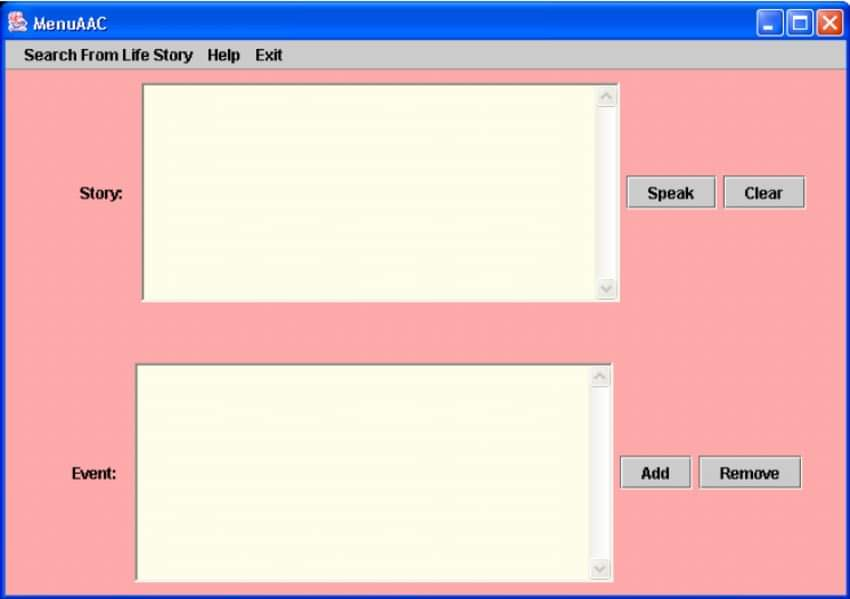 MenuAAC
Search From Life Story Help Exit
Story:
Speak Clear
Event:
Add Remove